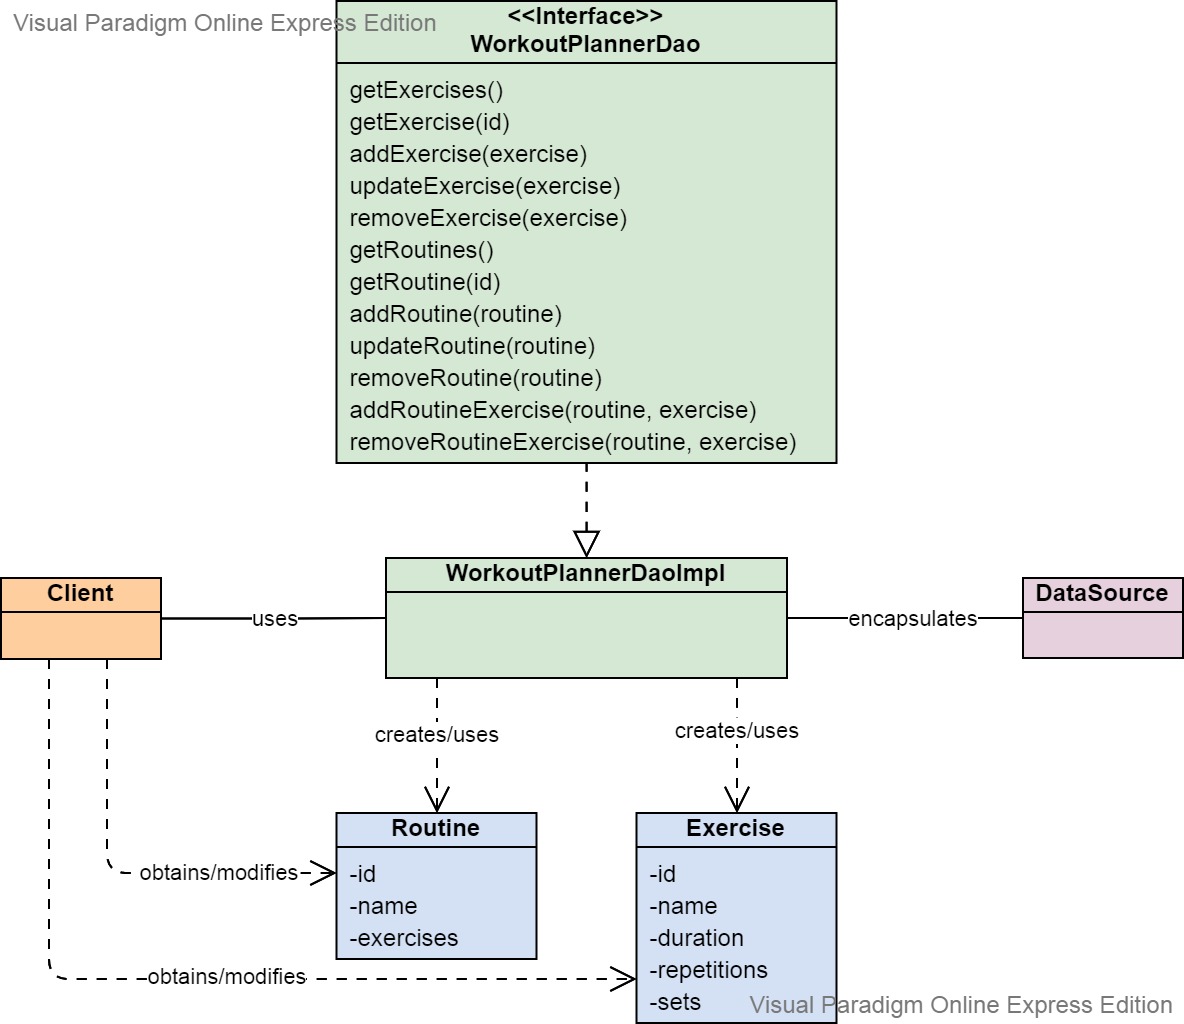 Visual Paradigm Online Express Edition
<<Interface>>
WorkoutPlannerDao
getExercises()
getExercise(id)
addExercise(exercise)
updateExercise(exercise)
removeExercise(exercise)
getRoutines()
getRoutine(id)
addRoutine(routine)
updateRoutine(routine)
removeRoutine(routine)
addRoutineExercise(routine, exercise)
removeRoutineExercise(routine, exercise)
Client
uses
WorkoutPlannerDaoImpl
encapsulates
DataSource
creates/uses
creates/uses
obtains/modifies
Routine
-id
-name
-exercises
obtains/modifies
Exercise
-id
-name
-duration
-repetitions
-sets
Visual Paradigm Online Express Edition